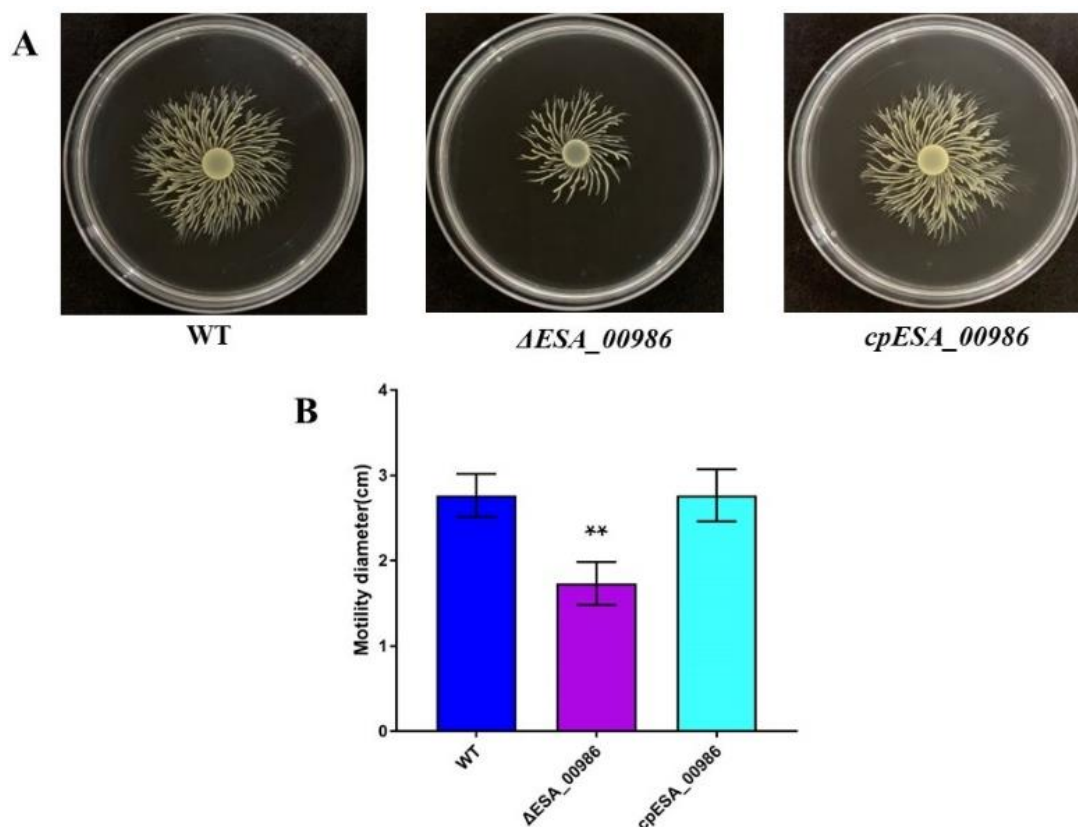 A
WT
ΔESA_00986
cpESA_00986
B
4
3
2
1
0
Motility diameter(cm)
**
WT
ΔESA_00986
cpESA_00986